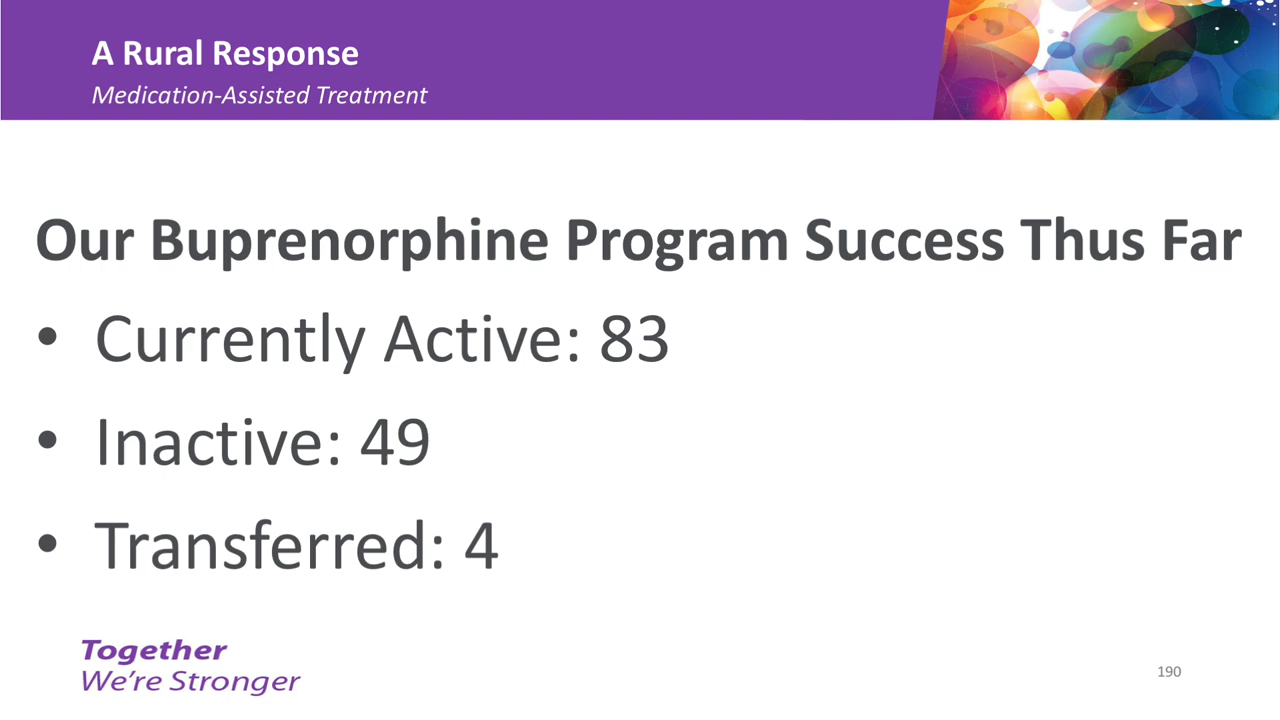 A Rural Response
Medication-Assisted Treatment
Our Buprenorphine Program Success Thus Far
• Currently Active: 83
• Inactive: 49
• Transferred: 4
Together
We're Stronger
190